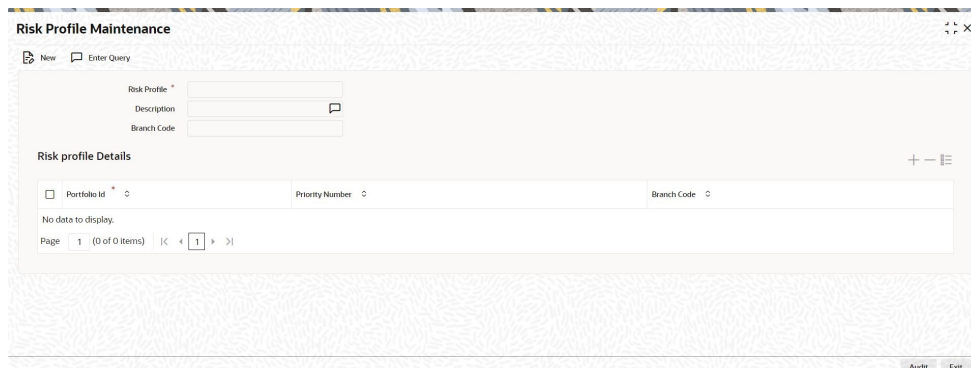 Risk Profile Maintenance
New Enter Query
Risk Profile *
Description
Branch Code
Risk profile Details
Portfolio Id * Priority Number Branch Code
No data to display.
Page 1 (0 of 0 items) 1
Audit Exit